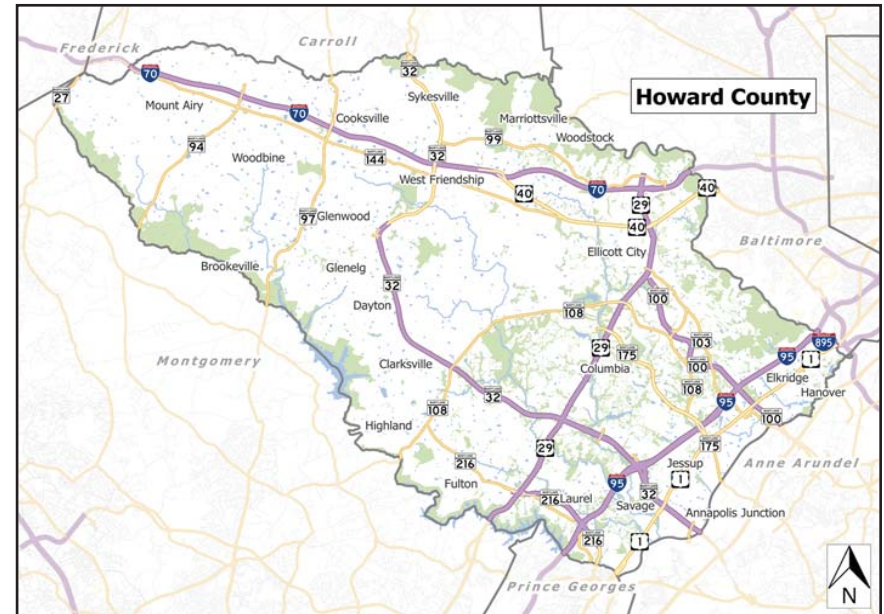 Howard County
Frederick
Carroll
32
70
27
Mount Airy
Sykesville
70
Cooksville
Marriottsville
94
99
Woodstock
Woodbine
144
32
West Friendship
40
70
40
29
97
Glenwood
40
Baltimore
Ellicott City
Brookeville
Glenelg
32
100
Dayton
108
103
895
29
175
95
1
Montgomery
Clarksville
Columbia
100
Elkridge
32
108
Hanover
108
95
100
Highland
29
175
216
Jessup
Anne Arundel
Fulton
95
1
216
Laurel
32
Savage
Annapolis Junction
216
1
Prince Georges
N